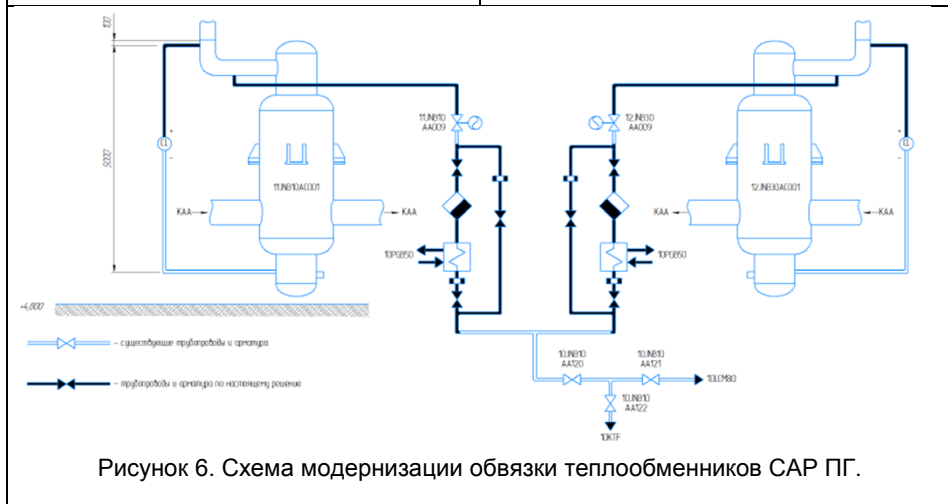 100
5000
11JNB10
AA009
12JNB30
AA009
11JNB10AC001
12JNB30AC001
KAA
KAA
KAA
KAA
10PGB50
10PGB50
+4,800
– существующие трубопроводы и арматура
– трубопроводы и арматура по настоящему решению
10JNB10
AA120
10JNB10
AA121
10LCM80
10JNB10
AA122
10KTF
Рисунок 6. Схема модернизации обвязки теплообменников САР ПГ.